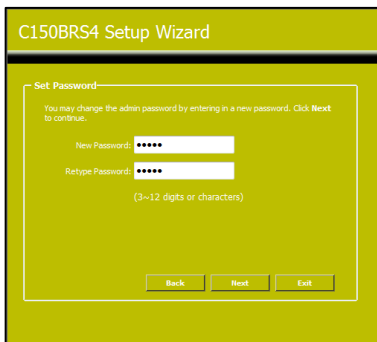 C150BRS4 Setup Wizard
Set Password
You may change the admin password by entering in a new password. Click Next
to continue.
New Password: •••••
Retype Password: •••••
(3~12 digits or characters)
Back Next Exit